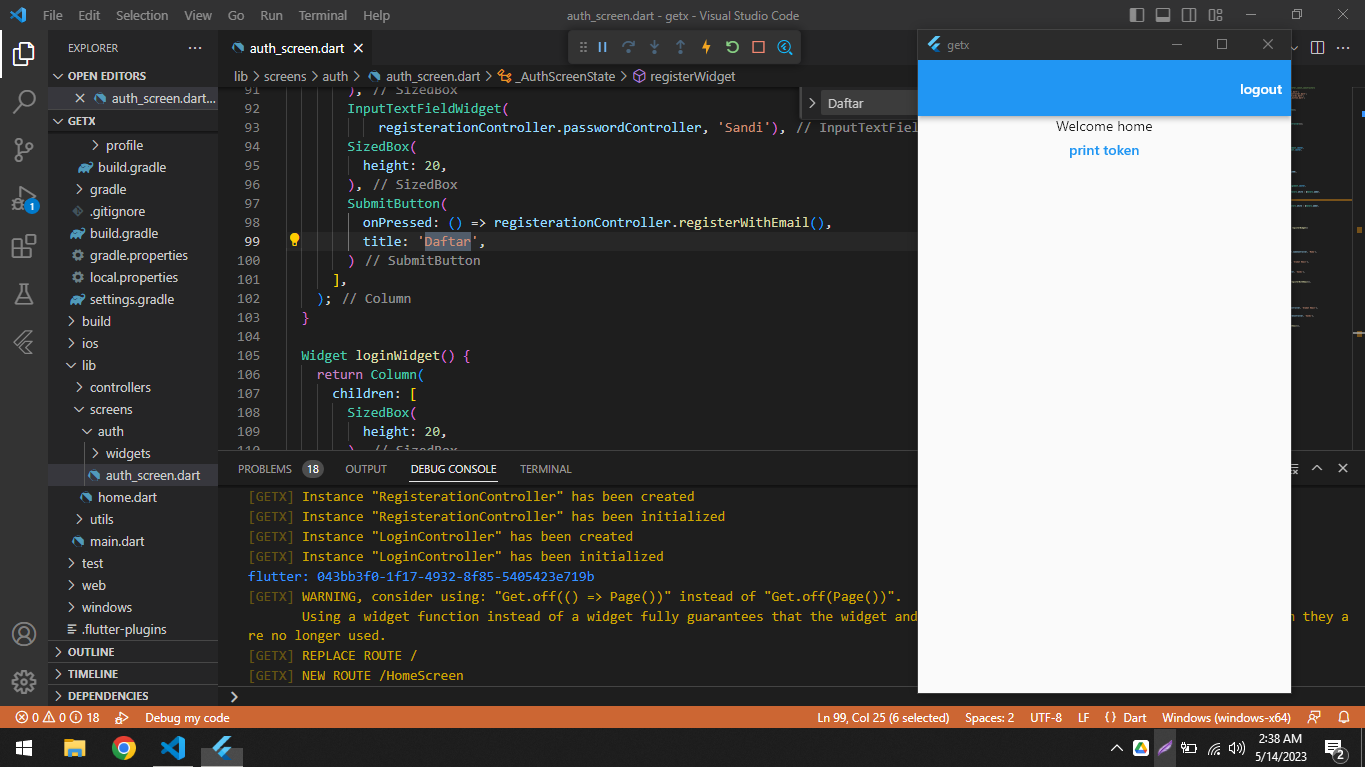 File Edit Selection View Go Run Terminal Help
auth_screen.dart - getx - Visual Studio Code
EXPLORER
OPEN EDITORS
auth_screen.dart...
GETX
profile
build.gradle
gradle
.gitignore
build.gradle
gradle.properties
local.properties
settings.gradle
build
ios
lib
controllers
screens
auth
widgets
auth_screen.dart
home.dart
utils
main.dart
test
web
windows
.flutter-plugins
OUTLINE
TIMELINE
DEPENDENCIES
1
auth_screen.dart
lib > screens > auth > auth_screen.dart > _AuthScreenState > registerWidget
Daftar
91 ), // SizedBox
92 InputTextFieldWidget(
93 registerationController.passwordController, 'Sandi'), // InputTextFiel
94 SizedBox(
95 height: 20,
96 ), // SizedBox
97 SubmitButton(
98 onPressed: () => registerationController.registerWithEmail(),
99 title: 'Daftar',
100 ) // SubmitButton
101 ],
102 ); // Column
103 }
104
105 Widget loginWidget() {
106 return Column(
107 children: [
108 SizedBox(
109 height: 20,
110 ), // SizedBox
PROBLEMS 18 OUTPUT DEBUG CONSOLE TERMINAL
[GETX] Instance "RegisterationController" has been created
[GETX] Instance "RegisterationController" has been initialized
[GETX] Instance "LoginController" has been created
[GETX] Instance "LoginController" has been initialized
flutter: 043bb3f0-1f17-4932-8f85-5405423e719b
[GETX] WARNING, consider using: "Get.off(() => Page())" instead of "Get.off(Page())".
Using a widget function instead of a widget fully guarantees that the widget and they a
re no longer used.
[GETX] REPLACE ROUTE /
[GETX] NEW ROUTE /HomeScreen
getx
logout
Welcome home
print token
0 0 18 Debug my code
Ln 99, Col 25 (6 selected) Spaces: 2 UTF-8 LF {} Dart Windows (windows-x64)
2:38 AM
5/14/2023
2